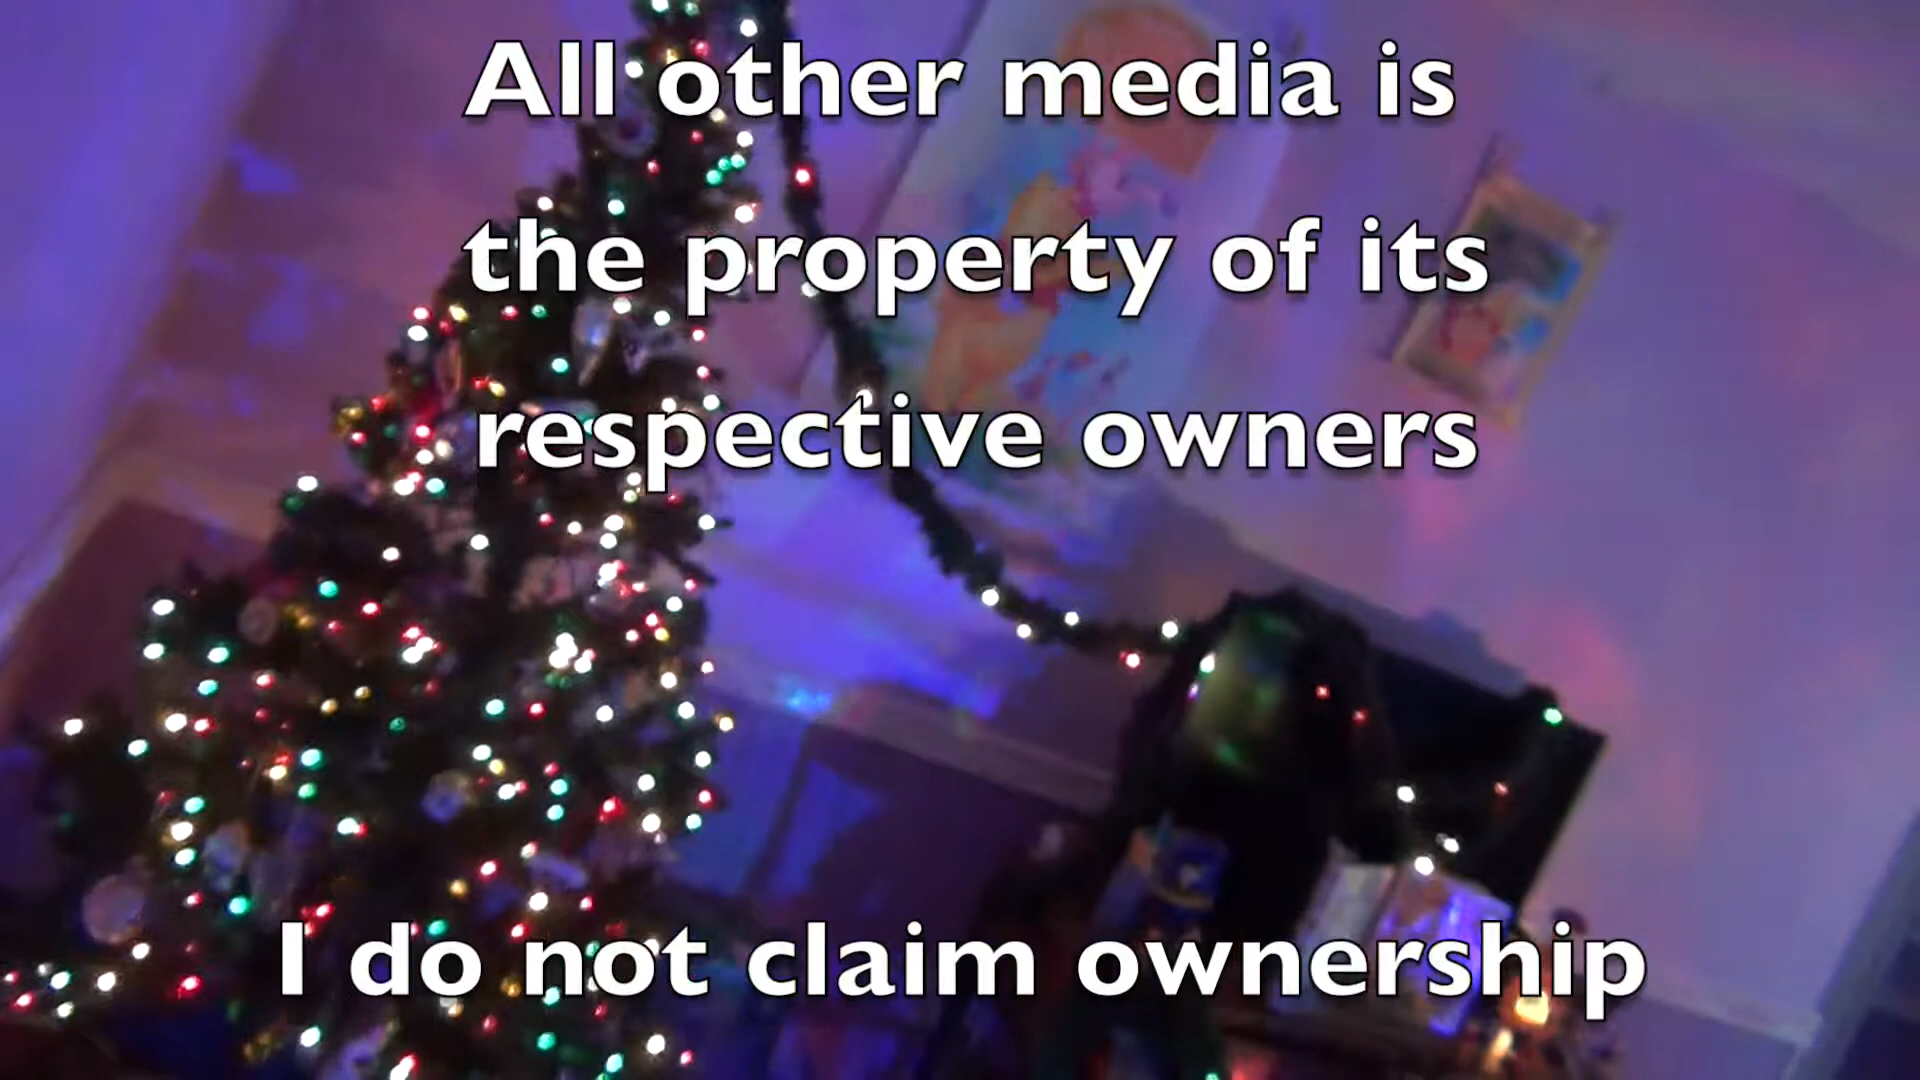 All other media is
the property of its
respective owners
I do not claim ownership